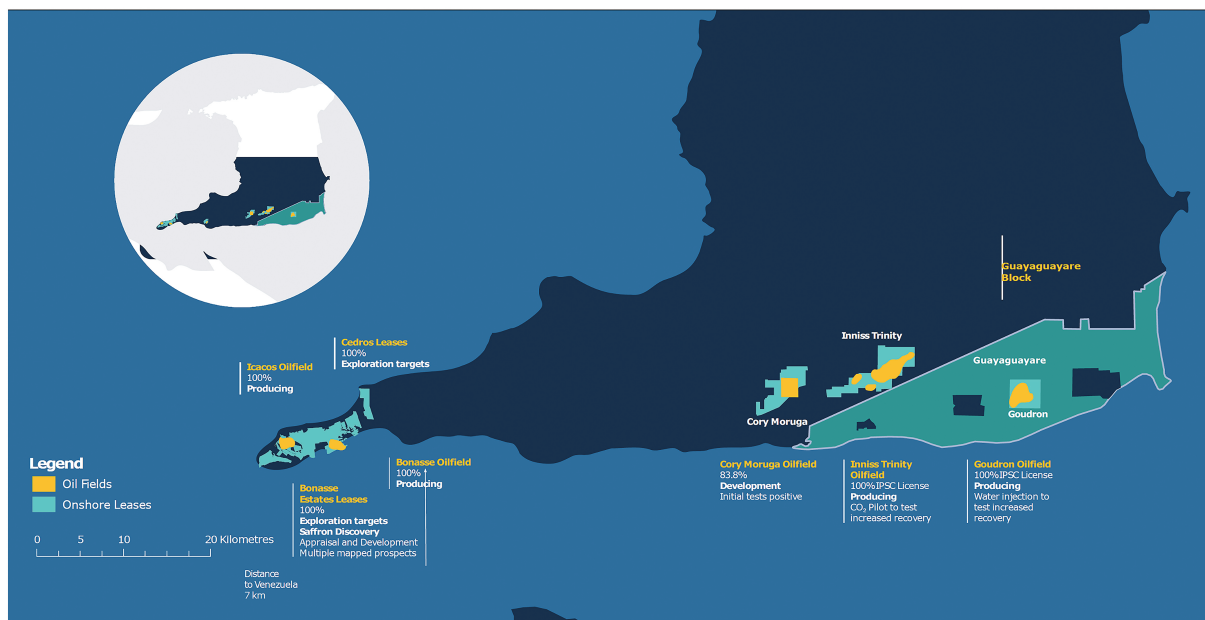 Guayaguayare
Block
Inniss Trinity
Guayaguayare
Goudron
Cory Moruga
Cedros Leases
100%
Exploration targets
Icacos Oilfield
100%
Producing
Bonasse Oilfield
100%
Producing
Bonasse
Estates Leases
100%
Exploration targets
Saffron Discovery
Appraisal and Development
Multiple mapped prospects
Cory Moruga Oilfield
83.8%
Development
Initial tests positive
Inniss Trinity
Oilfield
100%IPSC License
Producing
CO₂ Pilot to test
increased recovery
Goudron Oilfield
100%IPSC License
Producing
Water injection to
test increased
recovery
Legend
Oil Fields
Onshore Leases
0 5 10 20 Kilometres
Distance
to Venezuela
7 km